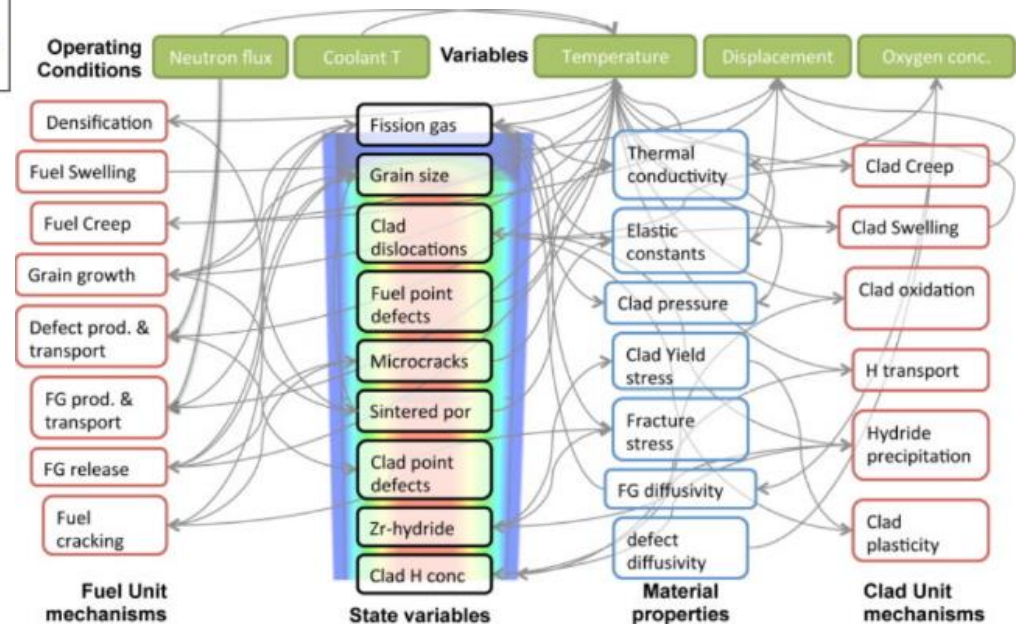 Operating
Conditions
Neutron flux
Coolant T
Variables
Temperature
Displacement
Oxygen conc.
Densification
Fuel Swelling
Fuel Creep
Grain growth
Defect prod. &
transport
FG prod. &
transport
FG release
Fuel
cracking
Fuel Unit
mechanisms
Fission gas
Grain size
Clad
dislocations
Fuel point
defects
Microcracks
Sintered por
Clad point
defects
Zr-hydride
Clad H conc
State variables
Thermal
conductivity
Elastic
constants
Clad pressure
Clad Yield
stress
Fracture
stress
FG diffusivity
defect
diffusivity
Material
properties
Clad Creep
Clad Swelling
Clad oxidation
H transport
Hydride
precipitation
Clad
plasticity
Clad Unit
mechanisms